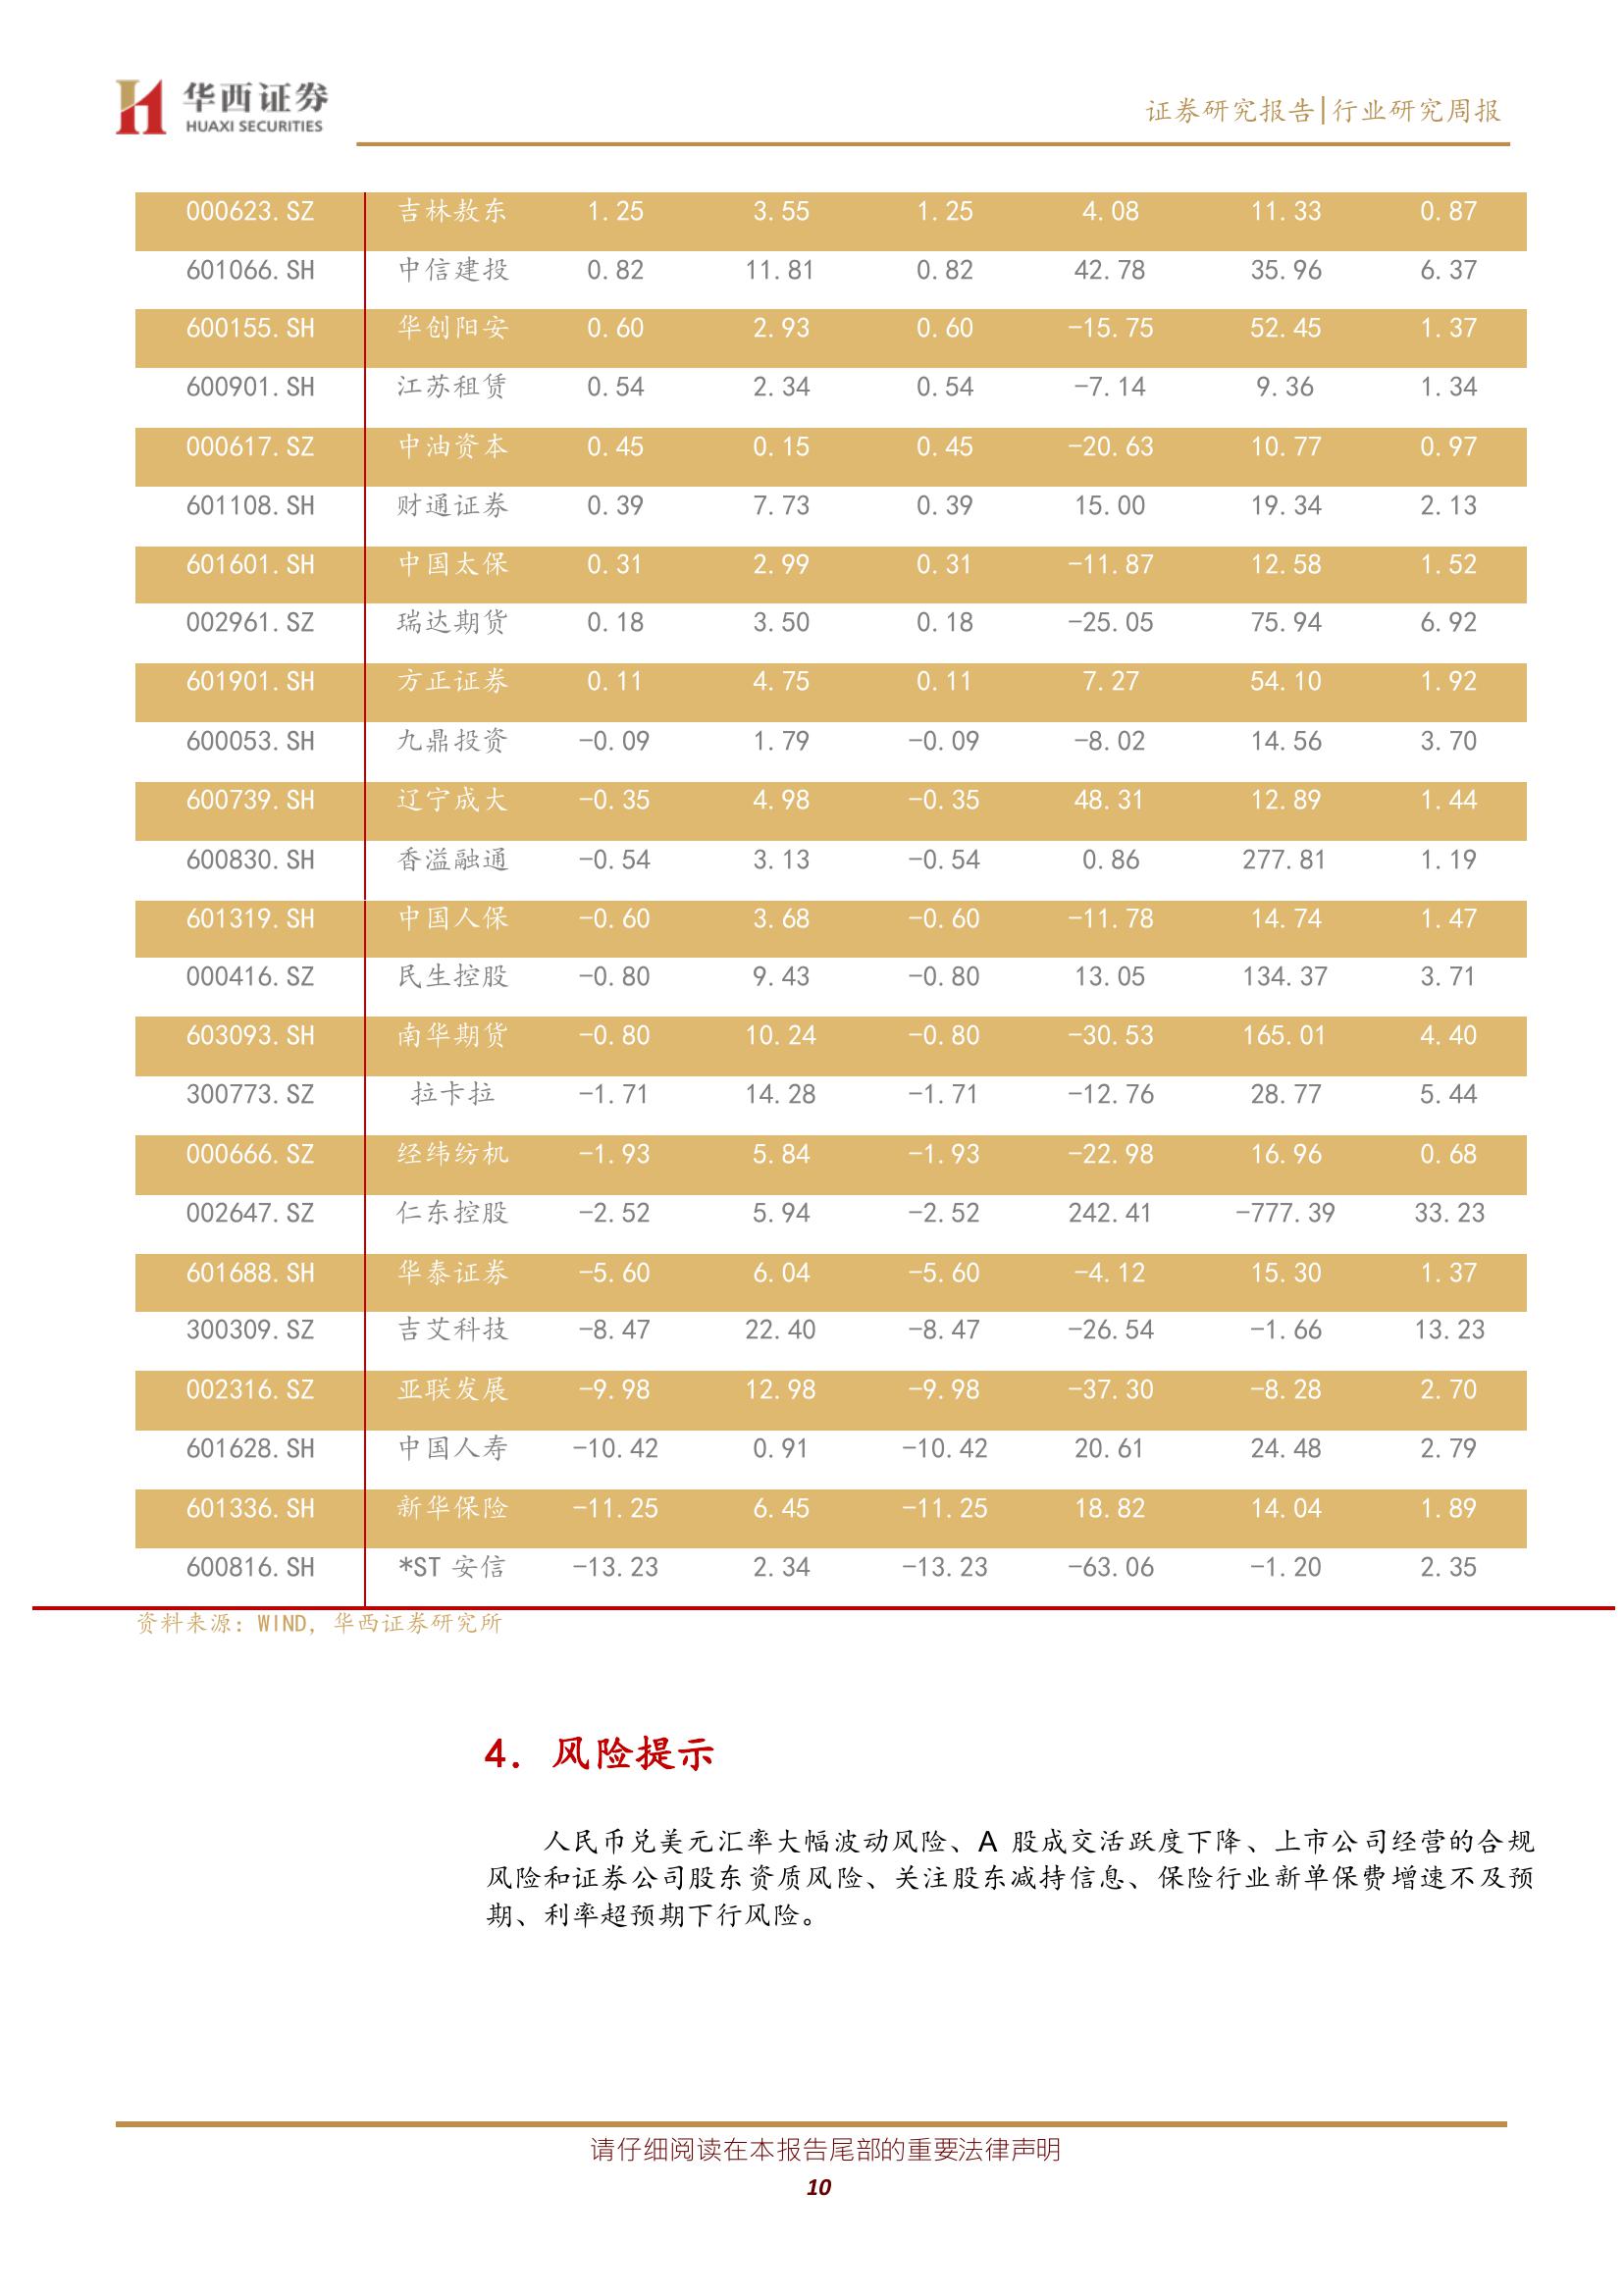 华西证券
HUAXI SECURITIES
证券研究报告|行业研究周报
000623.SZ 吉林敖东 1.25 3.55 1.25 4.08 11.33 0.87
601066.SH 中信建投 0.82 11.81 0.82 42.78 35.96 6.37
600155.SH 华创阳安 0.60 2.93 0.60 -15.75 52.45 1.37
600901.SH 江苏租赁 0.54 2.34 0.54 -7.14 9.36 1.34
000617.SZ 中油资本 0.45 0.15 0.45 -20.63 10.77 0.97
601108.SH 财通证券 0.39 7.73 0.39 15.00 19.34 2.13
601601.SH 中国太保 0.31 2.99 0.31 -11.87 12.58 1.52
002961.SZ 瑞达期货 0.18 3.50 0.18 -25.05 75.94 6.92
601901.SH 方正证券 0.11 4.75 0.11 7.27 54.10 1.92
600053.SH 九鼎投资 -0.09 1.79 -0.09 -8.02 14.56 3.70
600739.SH 辽宁成大 -0.35 4.98 -0.35 48.31 12.89 1.44
600830.SH 香溢融通 -0.54 3.13 -0.54 0.86 277.81 1.19
601319.SH 中国人保 -0.60 3.68 -0.60 -11.78 14.74 1.47
000416.SZ 民生控股 -0.80 9.43 -0.80 13.05 134.37 3.71
603093.SH 南华期货 -0.80 10.24 -0.80 -30.53 165.01 4.40
300773.SZ 拉卡拉 -1.71 14.28 -1.71 -12.76 28.77 5.44
000666.SZ 经纬纺机 -1.93 5.84 -1.93 -22.98 16.96 0.68
002647.SZ 仁东控股 -2.52 5.94 -2.52 242.41 -777.39 33.23
601688.SH 华泰证券 -5.60 6.04 -5.60 -4.12 15.30 1.37
300309.SZ 吉艾科技 -8.47 22.40 -8.47 -26.54 -1.66 13.23
002316.SZ 亚联发展 -9.98 12.98 -9.98 -37.30 -8.28 2.70
601628.SH 中国人寿 -10.42 0.91 -10.42 20.61 24.48 2.79
601336.SH 新华保险 -11.25 6.45 -11.25 18.82 14.04 1.89
600816.SH *ST 安信 -13.23 2.34 -13.23 -63.06 -1.20 2.35
资料来源：WIND，华西证券研究所
4. 风险提示
人民币兑美元汇率大幅波动风险、A 股成交活跃度下降、上市公司经营的合规
风险和证券公司股东资质风险、关注股东减持信息、保险行业新单保费增速不及预
期、利率超预期下行风险。
请仔细阅读在本报告尾部的重要法律声明
10